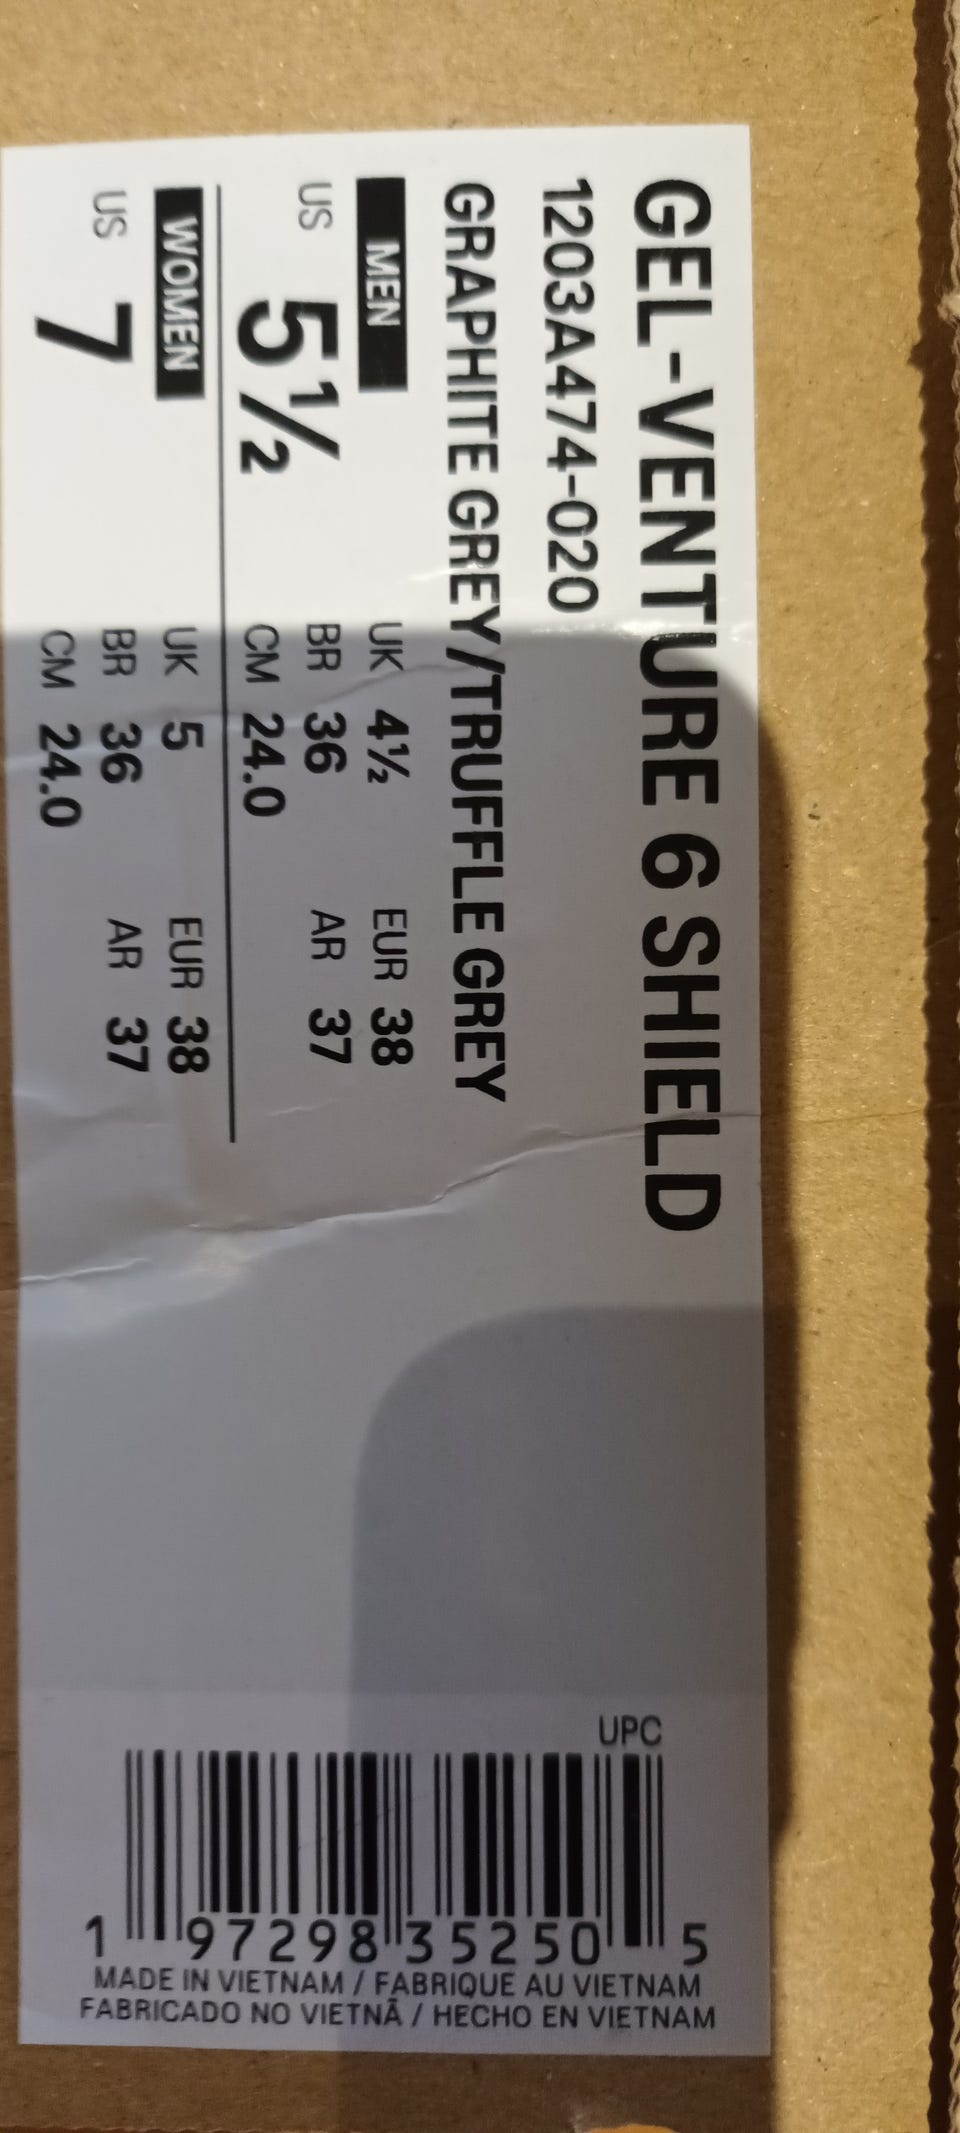 GEL-VENTURE 6 SHIELD
1203A474-020
GRAPHITE GREY/TRUFFLE GREY
MEN
US 5½
UK 4½ EUR 38
BR 36 AR 37
CM 24.0
WOMEN
US 7
UK 5 EUR 38
BR 36 AR 37
CM 24.0
UPC
1 97298 35250 5
MADE IN VIETNAM / FABRIQUÉ AU VIETNAM
FABRICADO NO VIETNÃ / HECHO EN VIETNAM